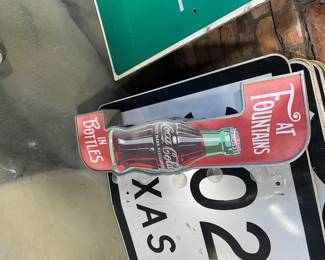 IN
BOTTLES
Coca-Cola
AT
FOUNTAINS
XAS
02